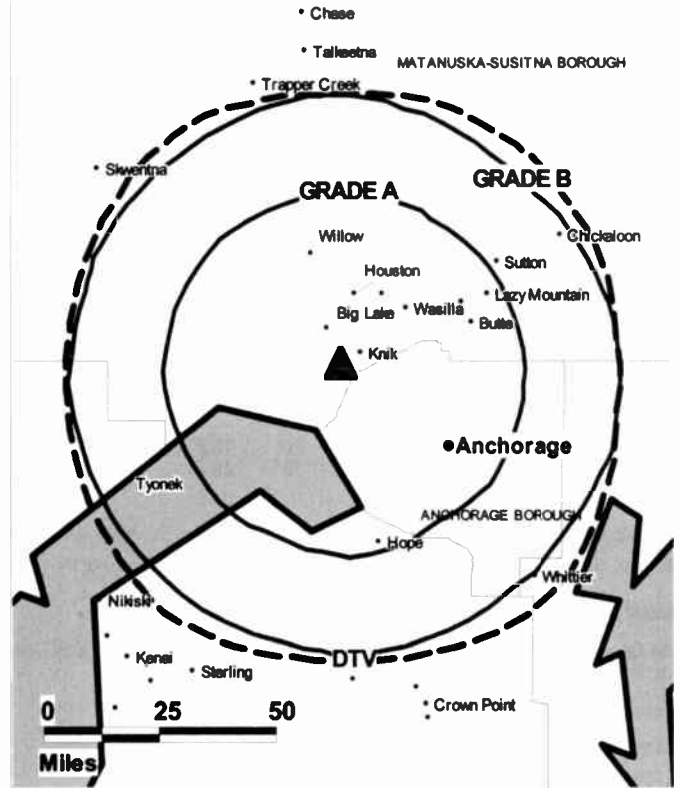 Chase
Talkeetna
MATANUSKA-SUSITNA BOROUGH
Trapper Creek
Skwentna
GRADE B
GRADE A
Willow
Chickaloon
Sutton
Houston
Lazy Mountain
Big Lake
Wasilla
Butte
Knik
Anchorage
Tyonek
ANCHORAGE BOROUGH
Hope
Whittier
Nikiski
DTV
Kenai
Sterling
Crown Point
0 25 50
Miles